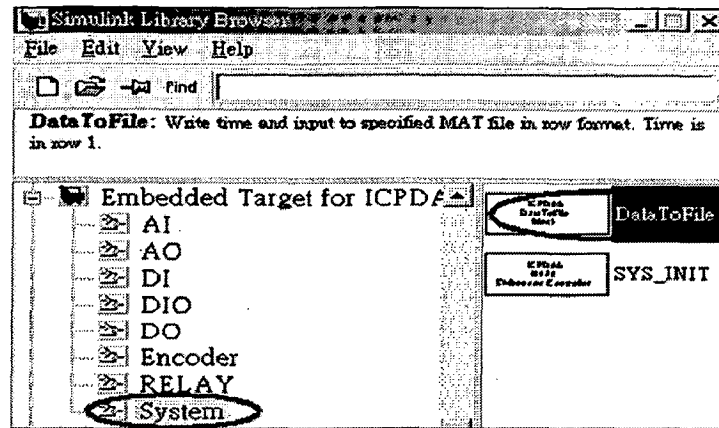 Simulink Library Browser
File Edit View Help
Find
DataToFile: Write time and input to specified MAT file in row format. Time is
in row 1.
Embedded Target for ICPDA
AI
AO
DI
DIO
DO
Encoder
RELAY
System
DataToFile
DataToFile
SYS_INIT